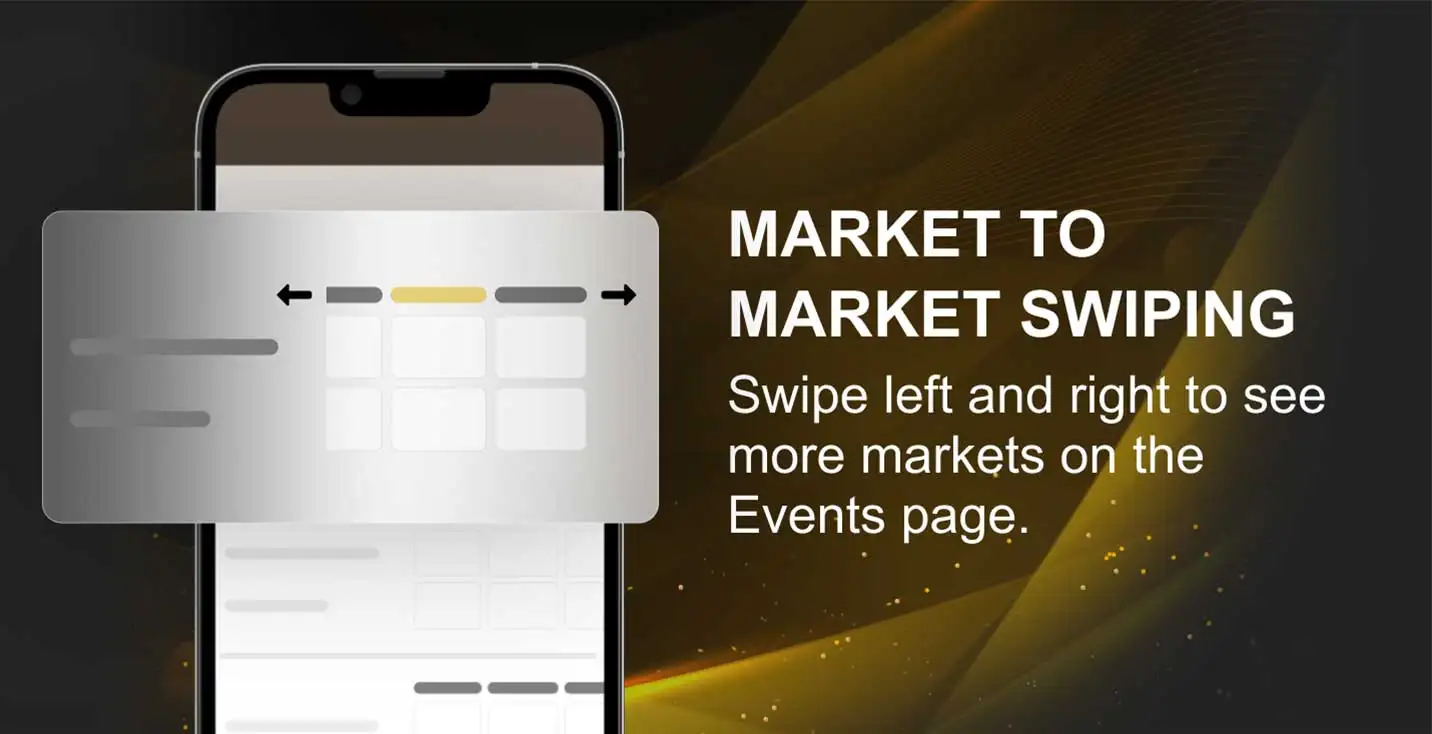 MARKET TO
MARKET SWIPING
Swipe left and right to see
more markets on the
Events page.